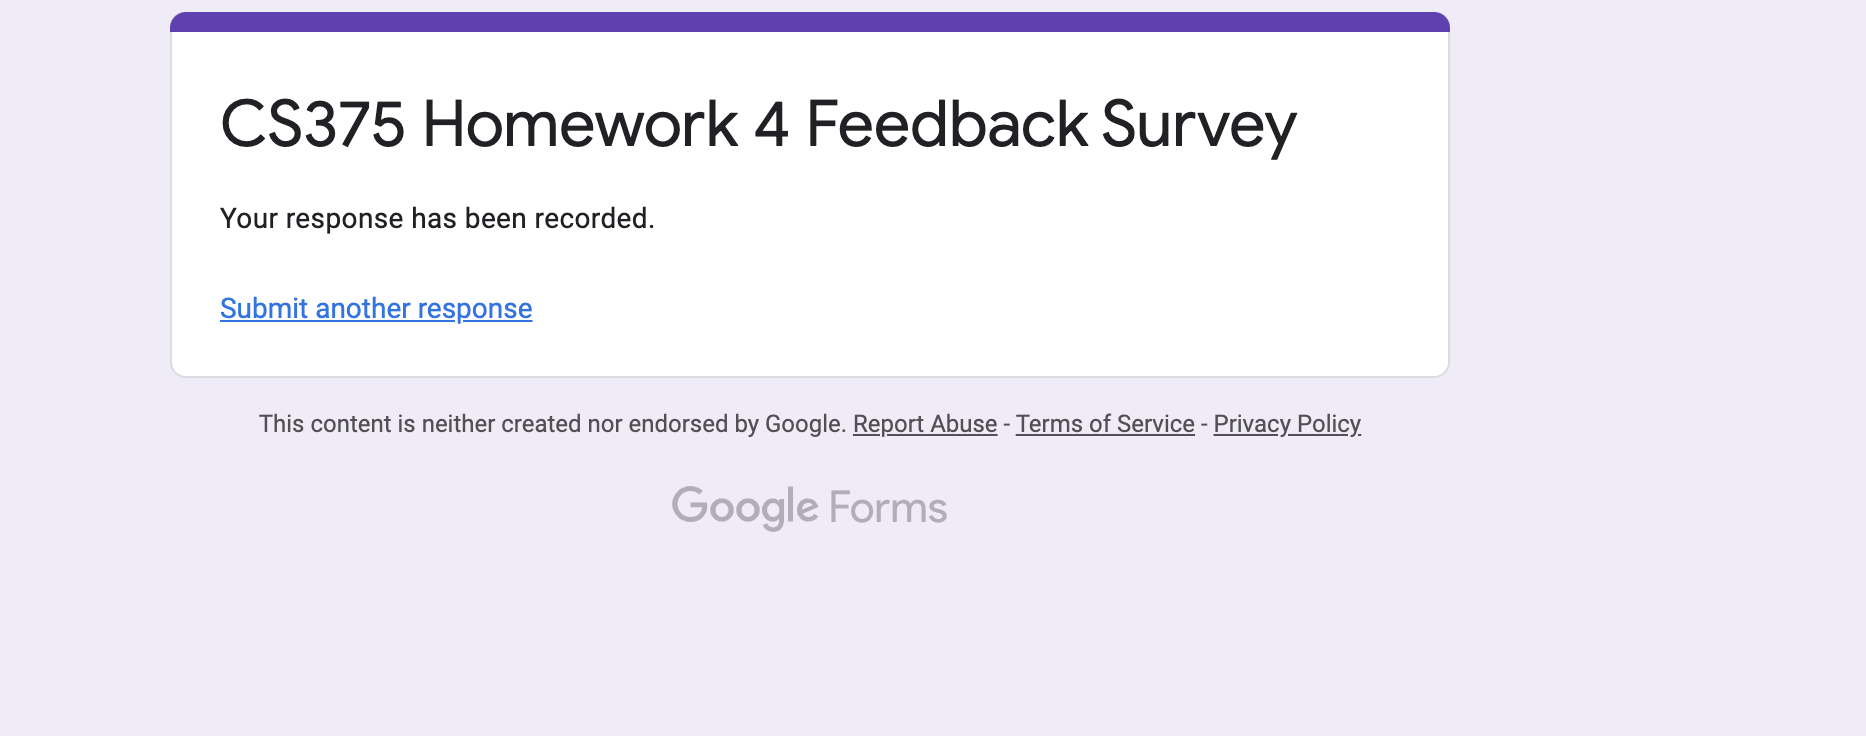 CS375 Homework 4 Feedback Survey
Your response has been recorded.
Submit another response
This content is neither created nor endorsed by Google. Report Abuse - Terms of Service - Privacy Policy
Google Forms